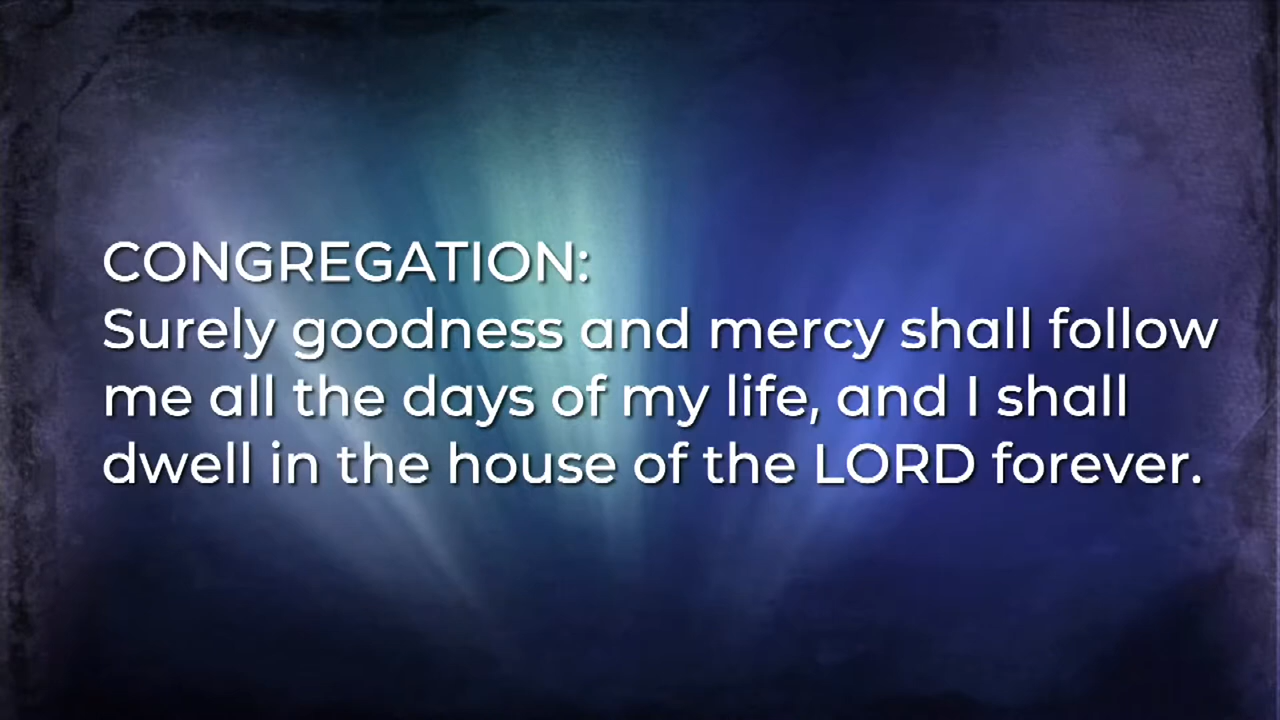 CONGREGATION:
Surely goodness and mercy shall follow
me all the days of my life, and I shall
dwell in the house of the LORD forever.